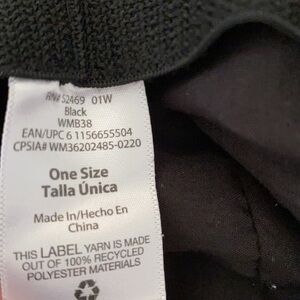 RN# 52469 01W
Black
WMB38
EAN/UPC 6 1156655504
CPSIA# WM36202485-0220
One Size
Talla Única
Made In/Hecho En
China
THIS LABEL YARN IS MADE
OUT OF 100% RECYCLED
POLYESTER MATERIALS